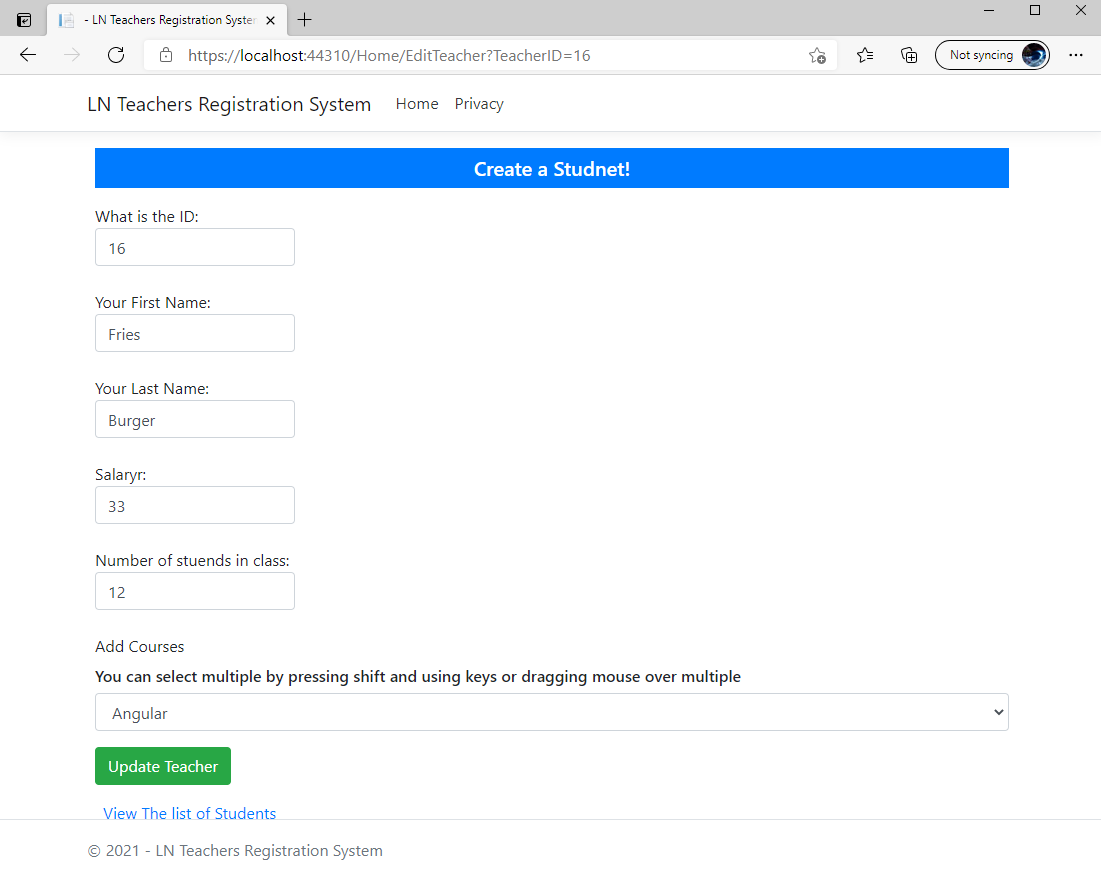 - LN Teachers Registration Syster
https://localhost:44310/Home/EditTeacher?TeacherID=16
Not syncing
LN Teachers Registration System Home Privacy
Create a Studnet!
What is the ID:
16
Your First Name:
Fries
Your Last Name:
Burger
Salaryr:
33
Number of stuends in class:
12
Add Courses
You can select multiple by pressing shift and using keys or dragging mouse over multiple
Angular
Update Teacher
View The list of Students
© 2021 - LN Teachers Registration System